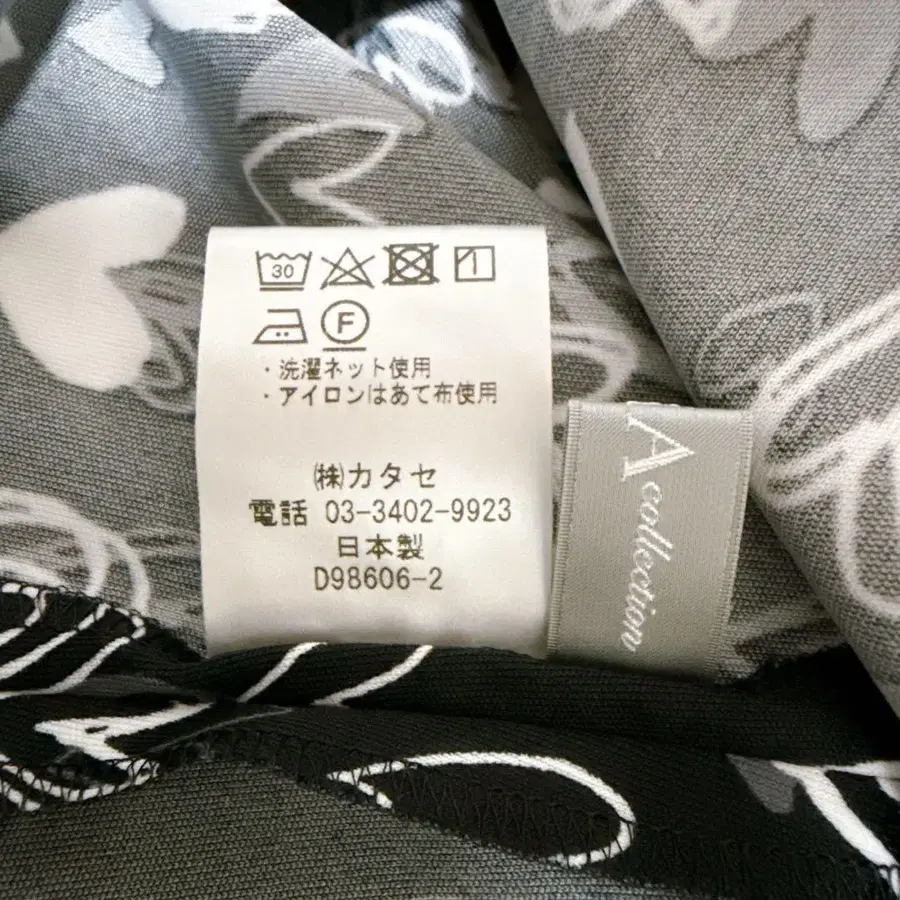 30
F
・洗濯ネット使用
・アイロンはあて布使用
㈱カタセ
電話 03-3402-9923
日本製
D98606-2
A collection